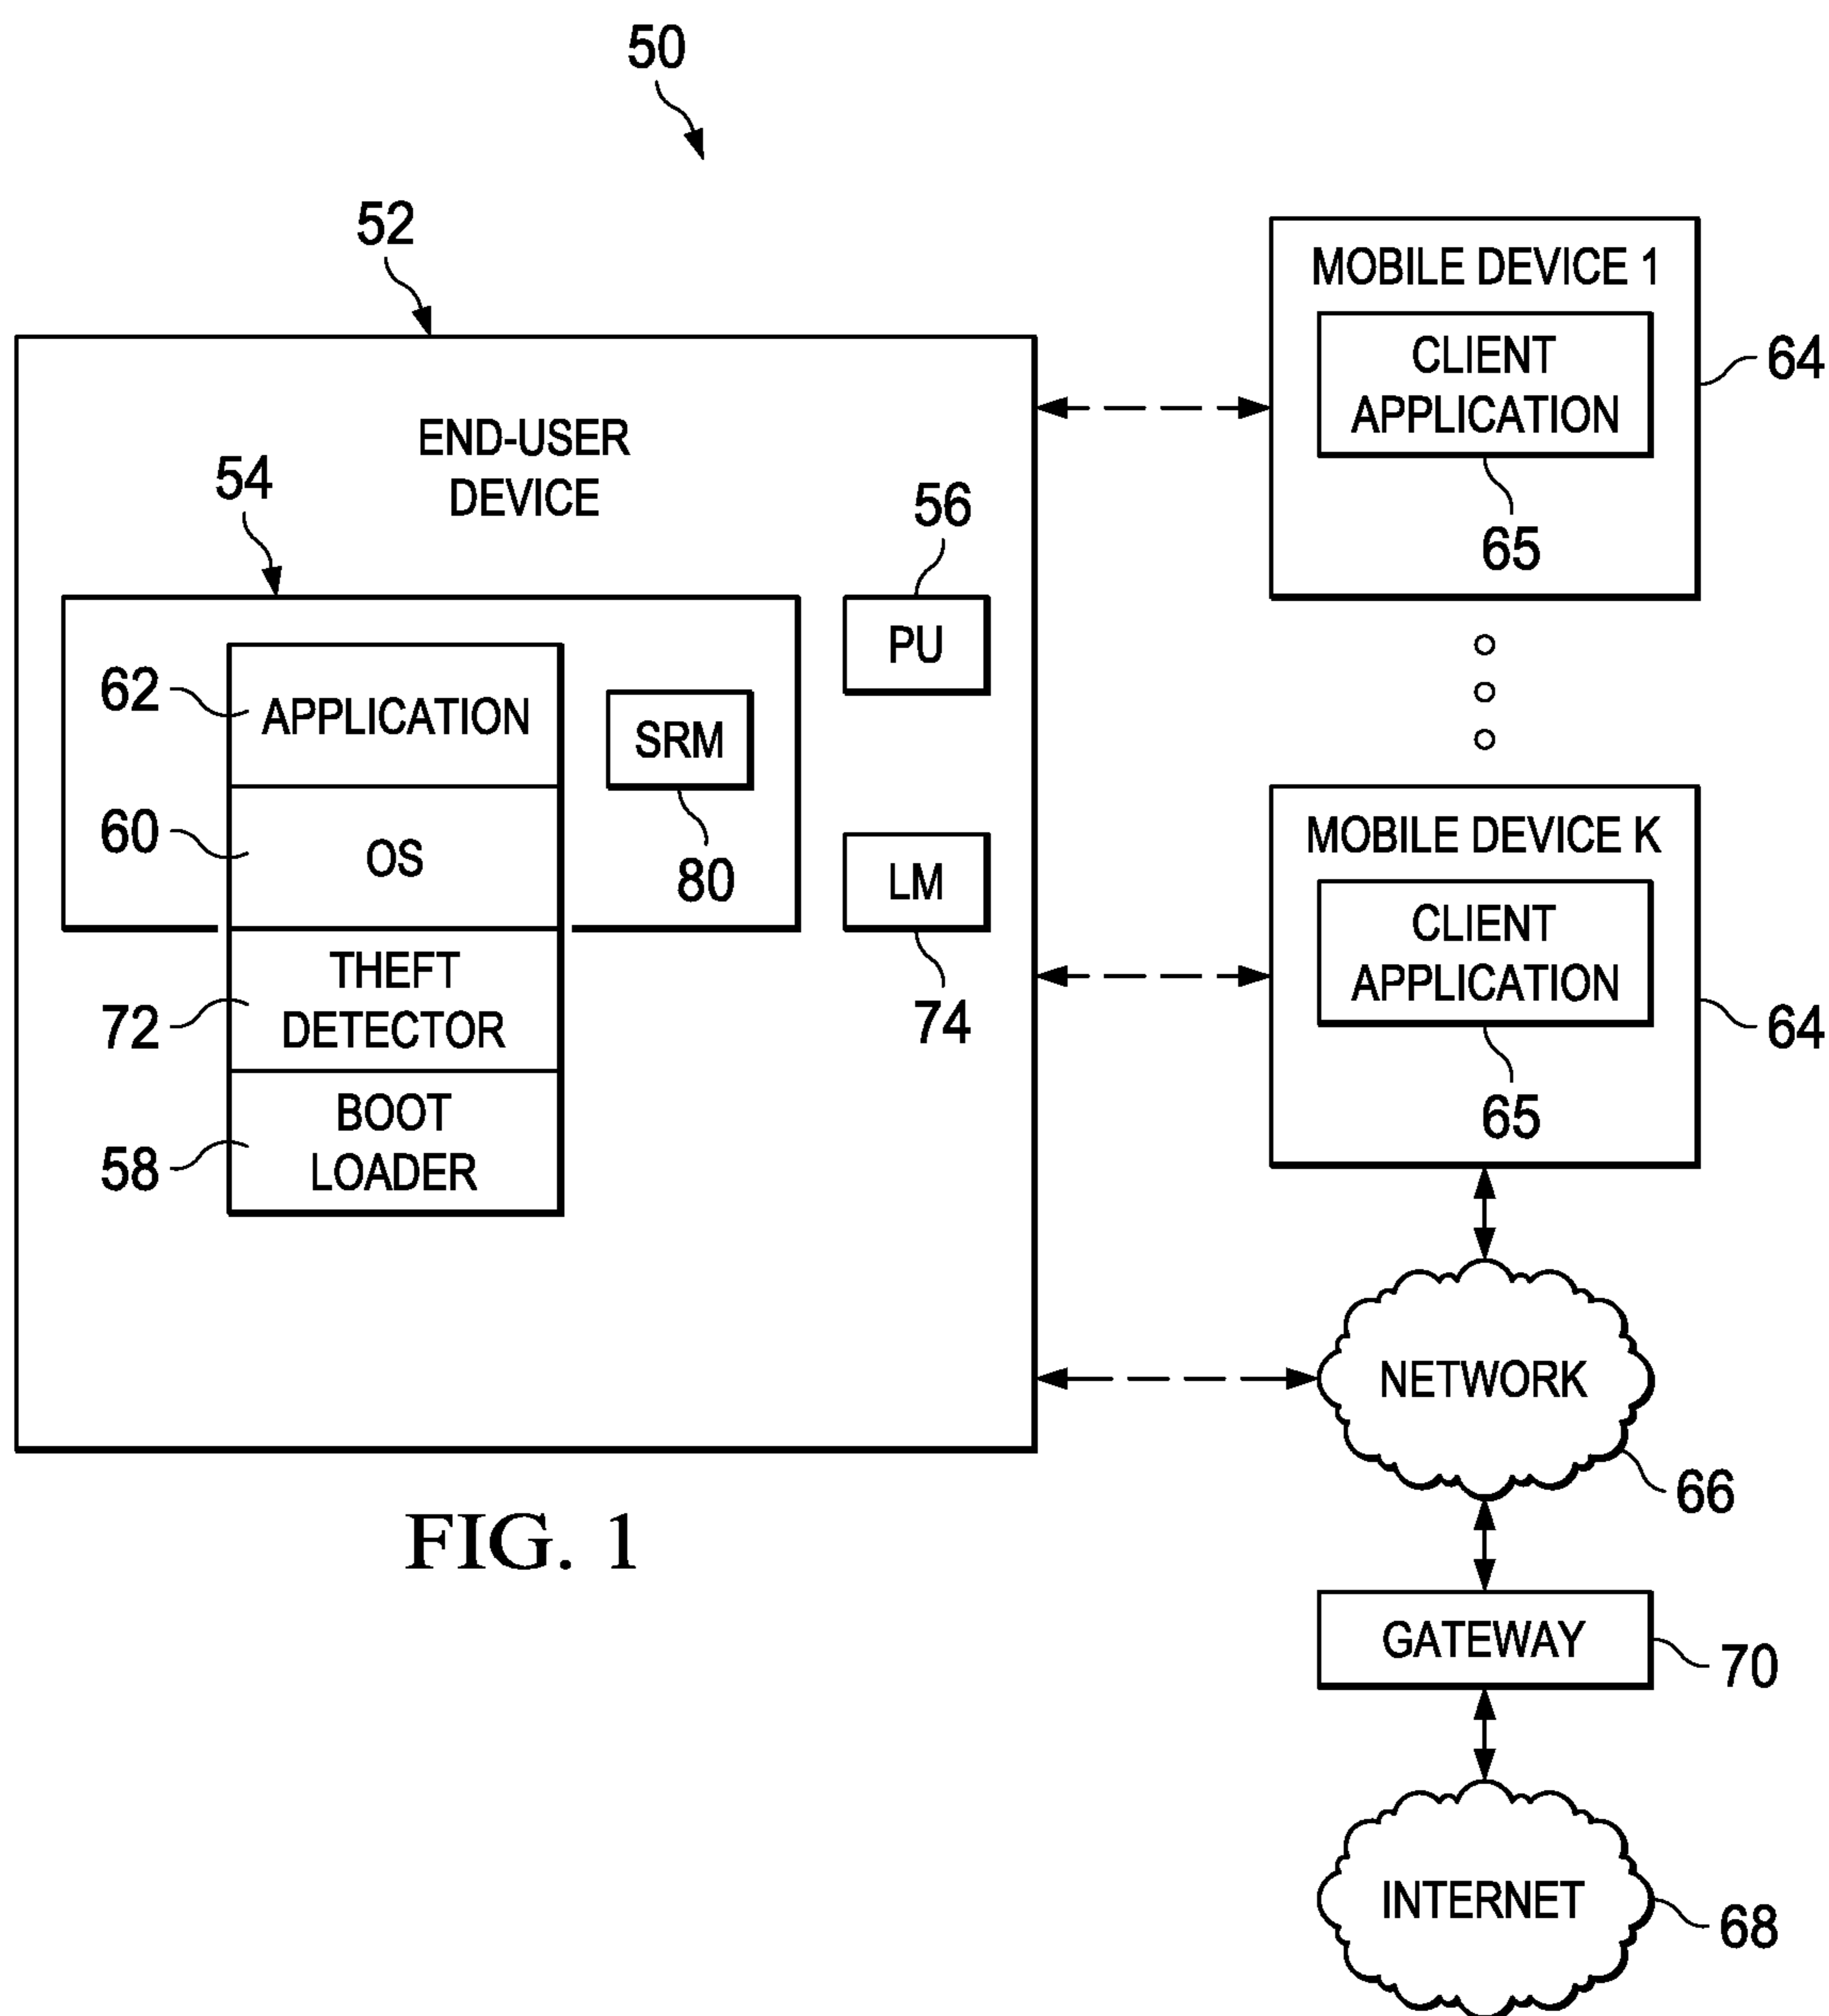 50
52
END-USER
DEVICE
54
56
PU
62
APPLICATION
SRM
80
60
OS
LM
74
72
THEFT
DETECTOR
58
BOOT
LOADER
MOBILE DEVICE 1
CLIENT
APPLICATION
64
65
MOBILE DEVICE K
CLIENT
APPLICATION
64
65
NETWORK
66
GATEWAY
70
INTERNET
68
FIG. 1